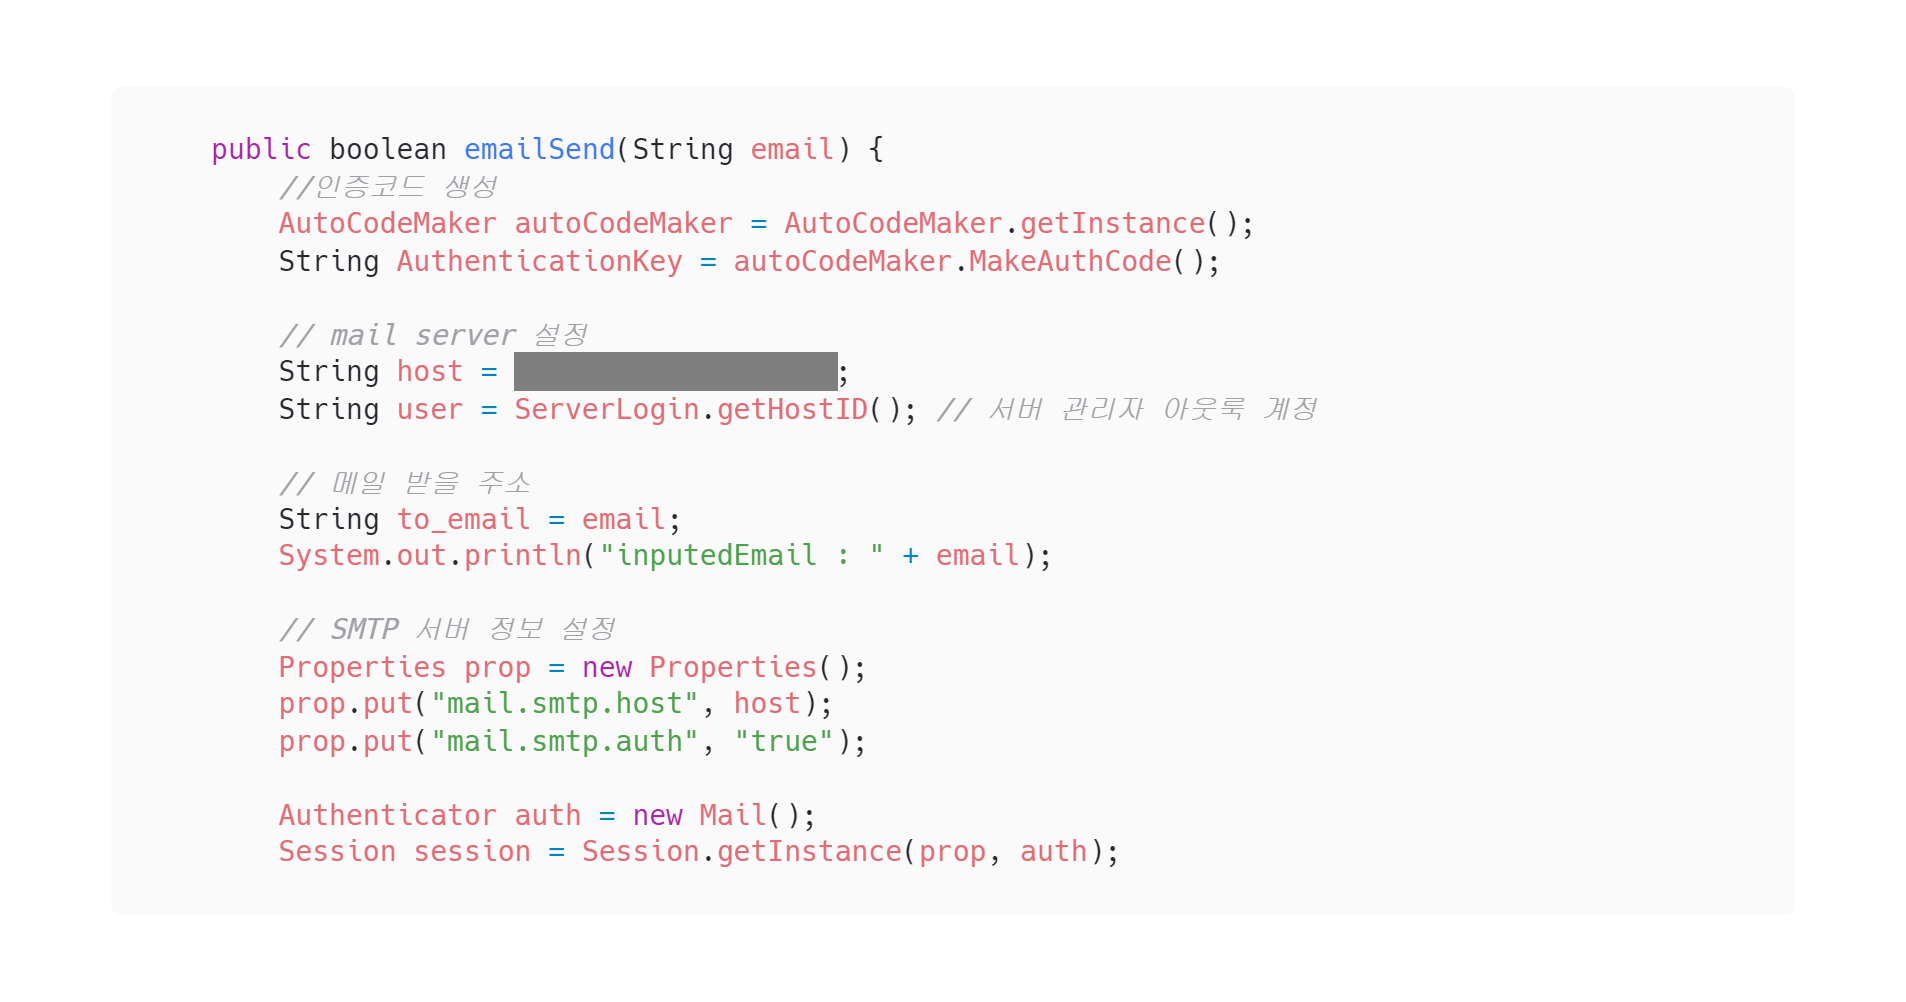 public boolean emailSend(String email) {
//인증코드 생성
AutoCodeMaker autoCodeMaker = AutoCodeMaker.getInstance();
String AuthenticationKey = autoCodeMaker.MakeAuthCode();
// mail server 설정
String host = ;
String user = ServerLogin.getHostID(); // 서버 관리자 아웃룩 계정
// 메일 받을 주소
String to_email = email;
System.out.println("inputedEmail : " + email);
// SMTP 서버 정보 설정
Properties prop = new Properties();
prop.put("mail.smtp.host", host);
prop.put("mail.smtp.auth", "true");
Authenticator auth = new Mail();
Session session = Session.getInstance(prop, auth);